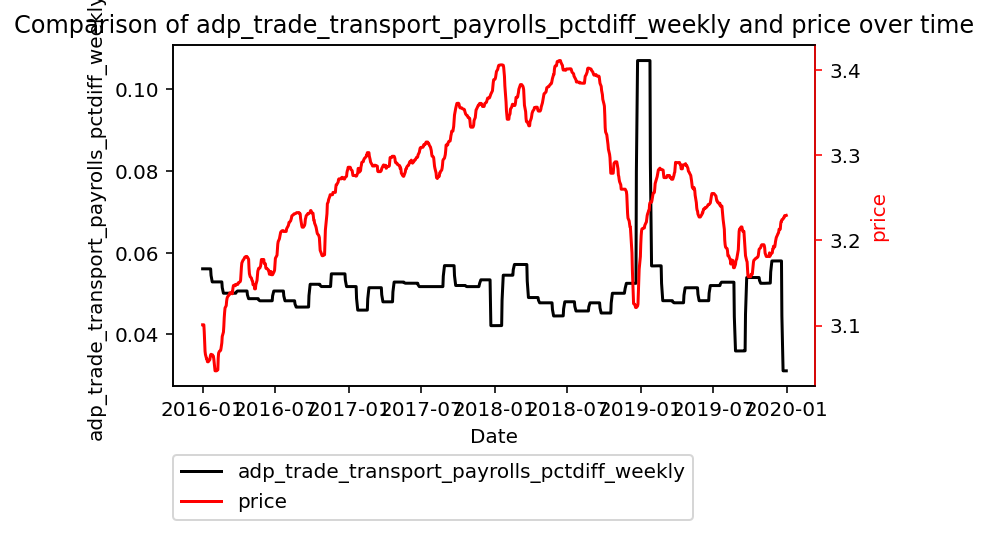 Comparison of adp_trade_transport_payrolls_pctdiff_weekly and price over time
adp_trade_transport_payrolls_pctdiff_weekly
0.10
0.08
0.06
0.04
3.4
3.3
3.2
3.1
price
2016-01 2016-07 2017-01 2017-07 2018-01 2018-07 2019-01 2019-07 2020-01
Date
adp_trade_transport_payrolls_pctdiff_weekly
price